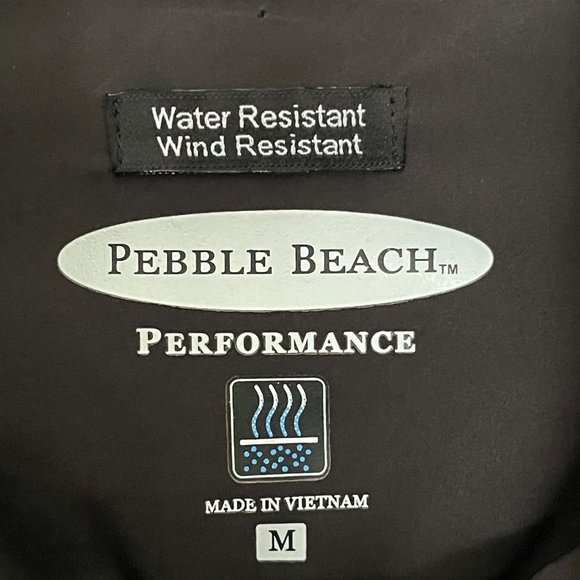 Water Resistant
Wind Resistant
PEBBLE BEACH™
PERFORMANCE
MADE IN VIETNAM
M